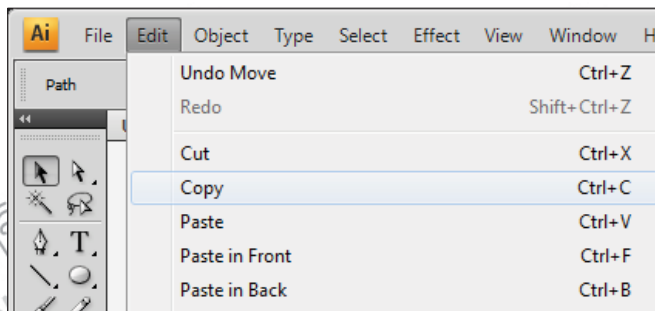 Ai File Edit Object Type Select Effect View Window
Path
Undo Move Ctrl+Z
Redo Shift+Ctrl+Z
Cut Ctrl+X
Copy Ctrl+C
Paste Ctrl+V
Paste in Front Ctrl+F
Paste in Back Ctrl+B
T